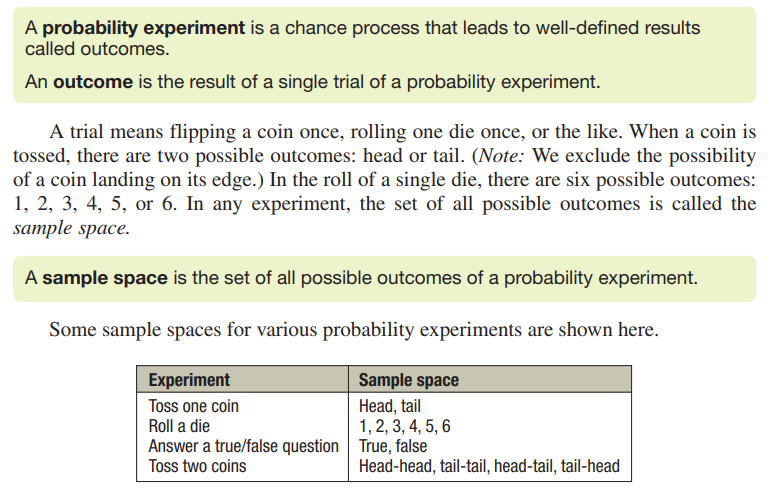 A probability experiment is a chance process that leads to well-defined results
called outcomes.
An outcome is the result of a single trial of a probability experiment.
A trial means flipping a coin once, rolling one die once, or the like. When a coin is
tossed, there are two possible outcomes: head or tail. (Note: We exclude the possibility
of a coin landing on its edge.) In the roll of a single die, there are six possible outcomes:
1, 2, 3, 4, 5, or 6. In any experiment, the set of all possible outcomes is called the
sample space.
A sample space is the set of all possible outcomes of a probability experiment.
Some sample spaces for various probability experiments are shown here.
Experiment Sample space
Toss one coin Head, tail
Roll a die 1, 2, 3, 4, 5, 6
Answer a true/false question True, false
Toss two coins Head-head, tail-tail, head-tail, tail-head